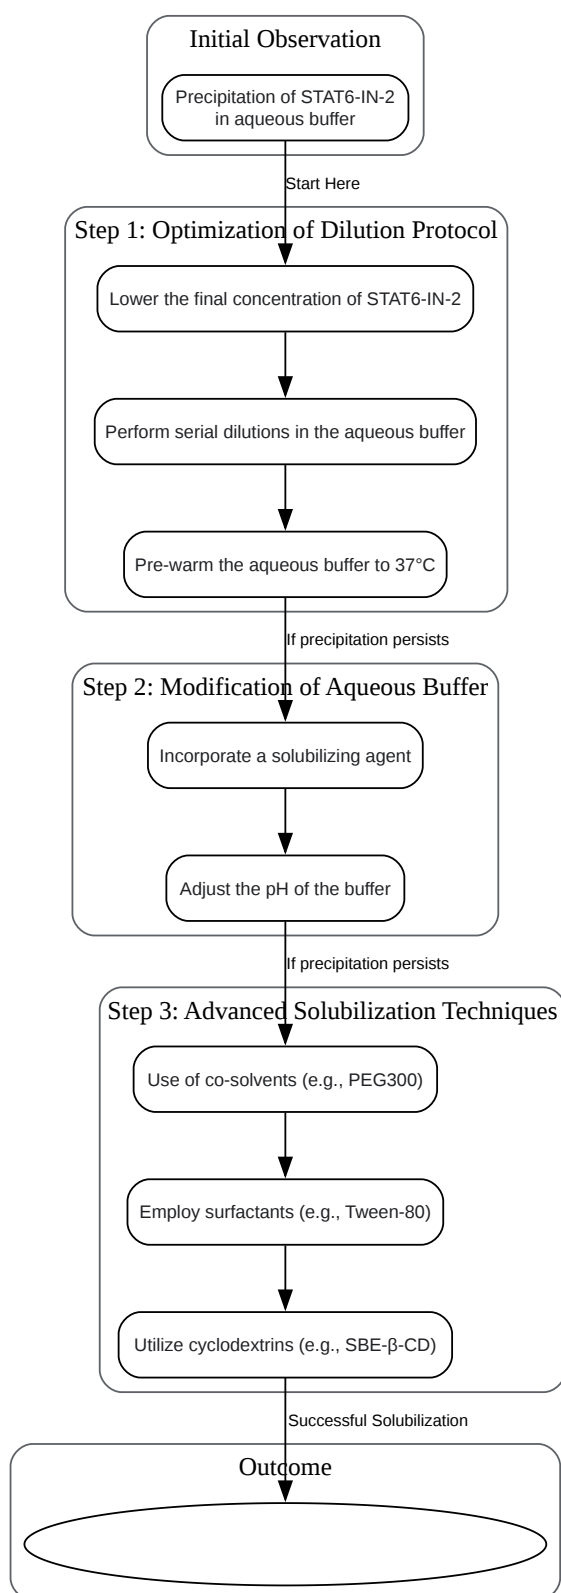 Initial Observation
Precipitation of STAT6-IN-2
in aqueous buffer
Start Here
Step 1: Optimization of Dilution Protocol
Lower the final concentration of STAT6-IN-2
Perform serial dilutions in the aqueous buffer
Pre-warm the aqueous buffer to 37°C
If precipitation persists
Step 2: Modification of Aqueous Buffer
Incorporate a solubilizing agent
Adjust the pH of the buffer
If precipitation persists
Step 3: Advanced Solubilization Techniques
Use of co-solvents (e.g., PEG300)
Employ surfactants (e.g., Tween-80)
Utilize cyclodextrins (e.g., SBE-β-CD)
Successful Solubilization
Outcome